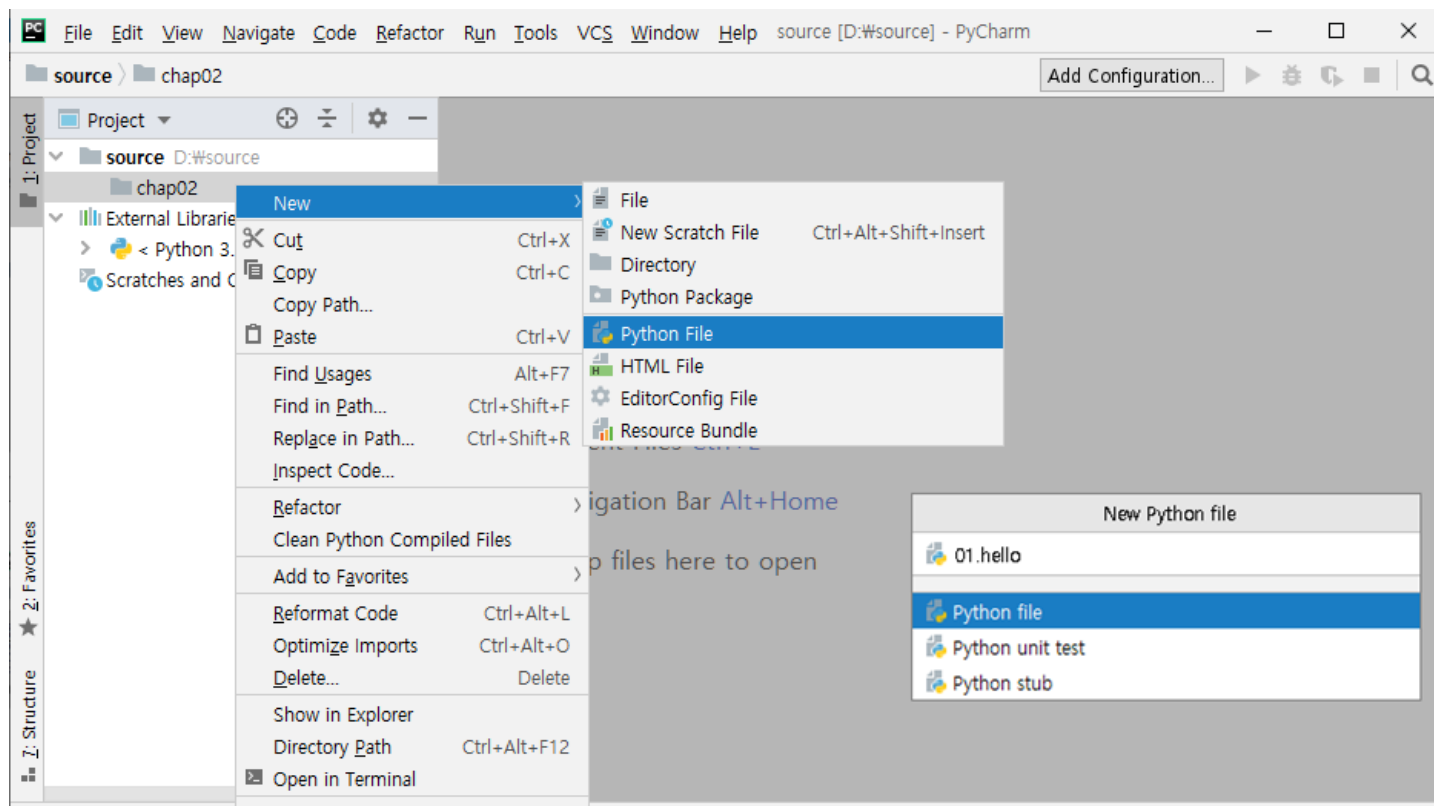 PC File Edit View Navigate Code Refactor Run Tools VCS Window Help source [D:₩source] - PyCharm
source chap02 Add Configuration...
1: Project
Project
source D:₩source
chap02
External Librarie
< Python 3.
Scratches and C
New
Cut Ctrl+X
Copy Ctrl+C
Copy Path...
Paste Ctrl+V
Find Usages Alt+F7
Find in Path... Ctrl+Shift+F
Replace in Path... Ctrl+Shift+R
Inspect Code...
Refactor
Clean Python Compiled Files
Add to Favorites
Reformat Code Ctrl+Alt+L
Optimize Imports Ctrl+Alt+O
Delete... Delete
Show in Explorer
Directory Path Ctrl+Alt+F12
Open in Terminal
File
New Scratch File Ctrl+Alt+Shift+Insert
Directory
Python Package
Python File
HTML File
EditorConfig File
Resource Bundle
igation Bar Alt+Home
p files here to open
New Python file
01.hello
Python file
Python unit test
Python stub
2: Favorites
7: Structure